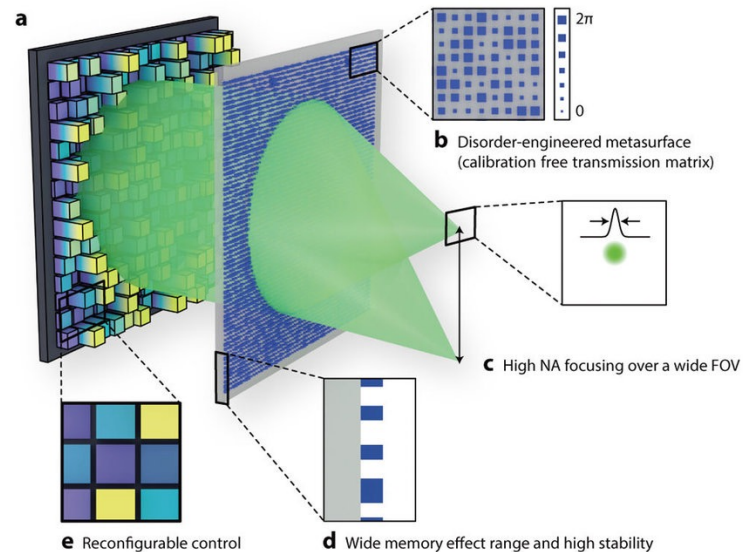 a
2π
0
b Disorder-engineered metasurface
(calibration free transmission matrix)
c High NA focusing over a wide FOV
e Reconfigurable control
d Wide memory effect range and high stability